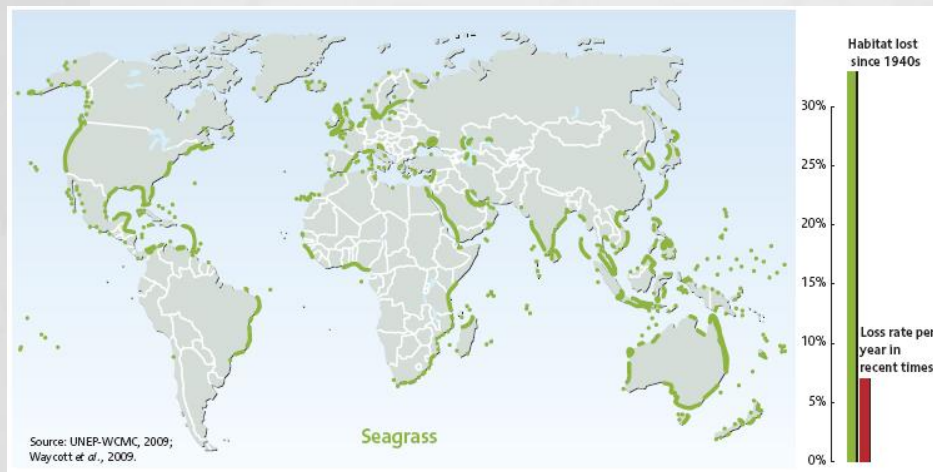 Habitat lost
since 1940s
30%
25%
20%
15%
10%
Loss rate per
year in
recent times
5%
0%
Seagrass
Source: UNEP-WCMC, 2009;
Waycott et al., 2009.